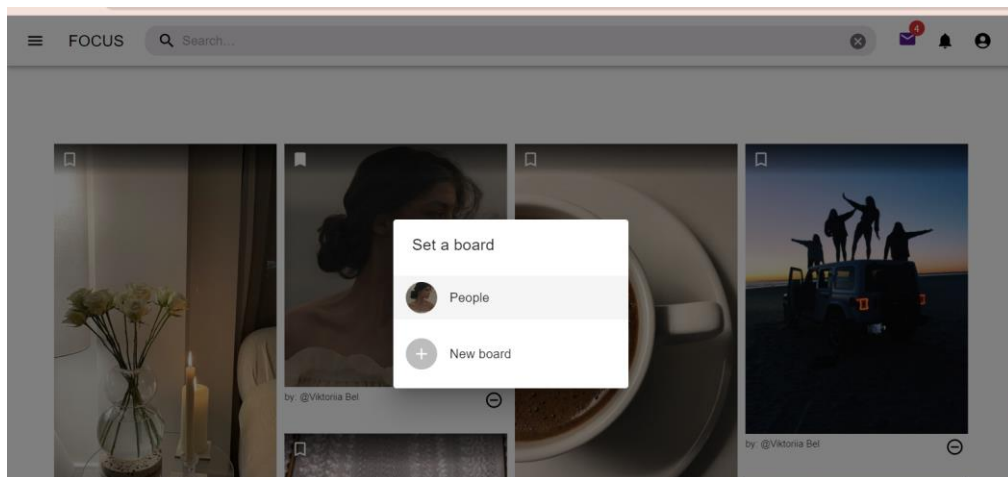 FOCUS
Search...
4
Set a board
People
New board
by: @Viktoriia Bel
by: @Viktoriia Bel